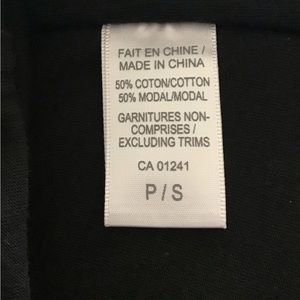 FAIT EN CHINE /
MADE IN CHINA
50% COTON/COTTON
50% MODAL/MODAL
GARNITURES NON-
COMPRISES /
EXCLUDING TRIMS
CA 01241
P / S